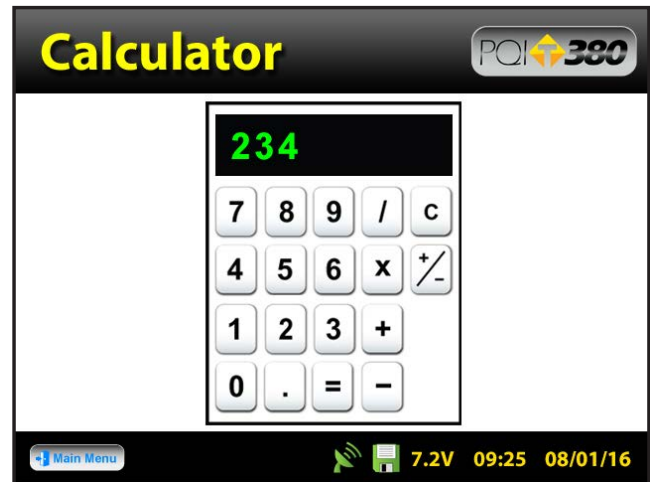 Calculator
PQI T 380
234
7 8 9 / C
4 5 6 x +/-
1 2 3 +
0 . = -
Main Menu 7.2V 09:25 08/01/16